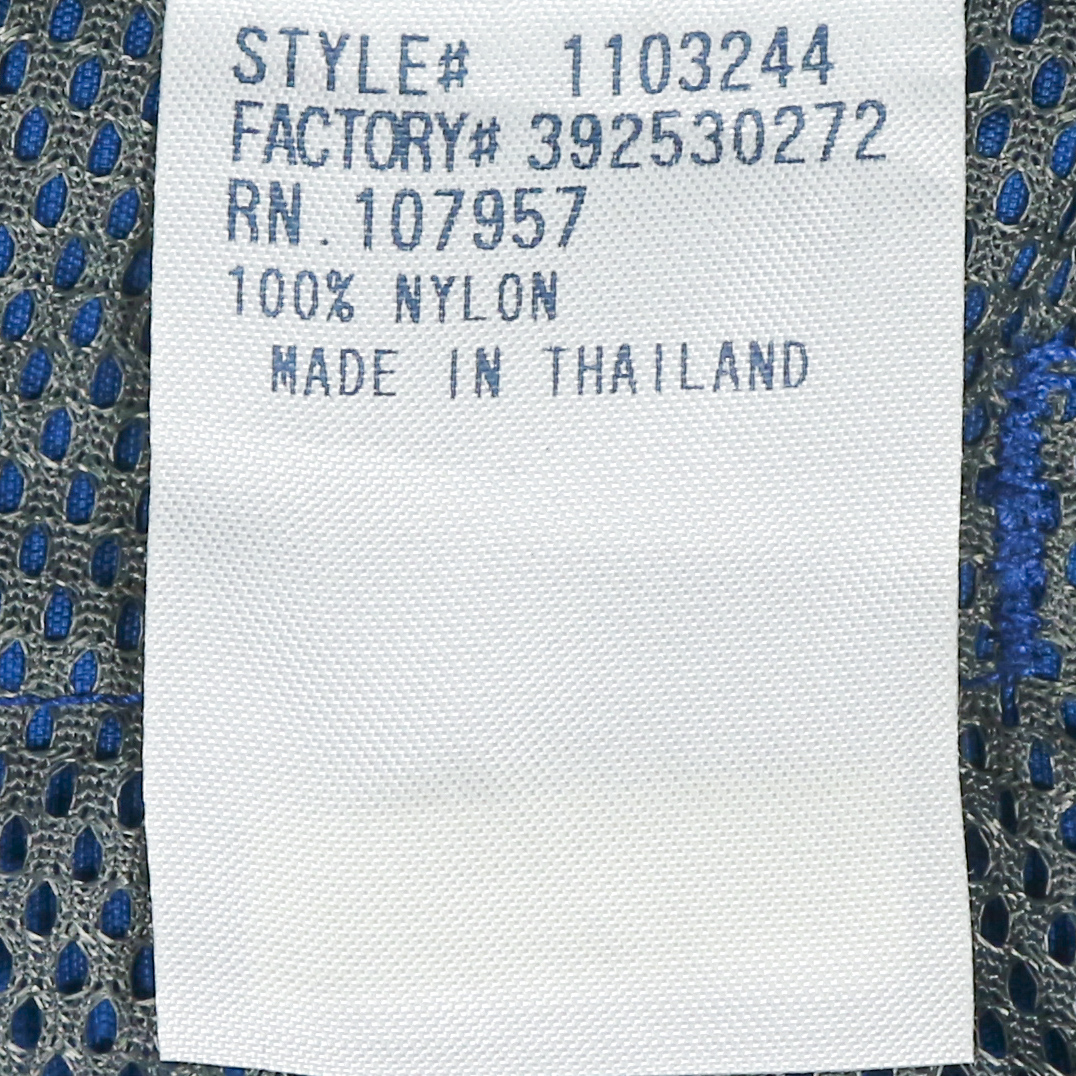 STYLE# 1103244
FACTORY# 392530272
RN. 107957
100% NYLON
MADE IN THAILAND